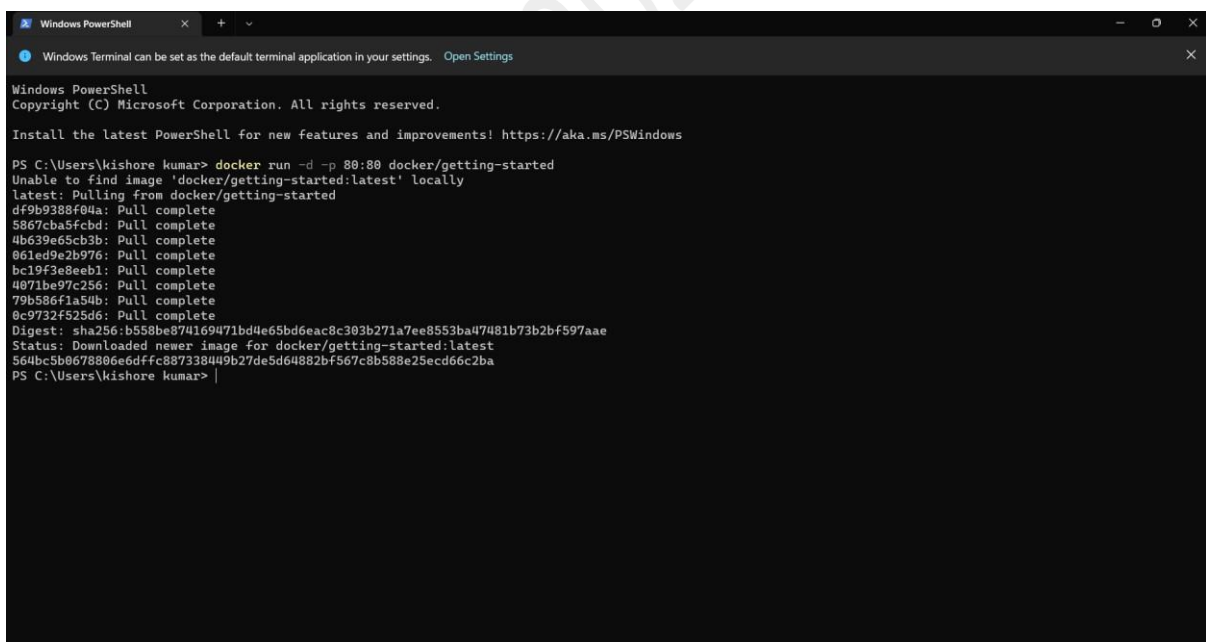 Windows PowerShell
Windows Terminal can be set as the default terminal application in your settings. Open Settings
Windows PowerShell
Copyright (C) Microsoft Corporation. All rights reserved.
Install the latest PowerShell for new features and improvements! https://aka.ms/PSWindows
PS C:\Users\kishore kumar> docker run -d -p 80:80 docker/getting-started
Unable to find image 'docker/getting-started:latest' locally
latest: Pulling from docker/getting-started
df9b9388f04a: Pull complete
5867cba5fcbd: Pull complete
4b639e65cb3b: Pull complete
061ed9e2b976: Pull complete
bc19f3e8eeb1: Pull complete
4071be97c256: Pull complete
79b586f1a54b: Pull complete
0c9732f525d6: Pull complete
Digest: sha256:b558be874169471bd4e65bd6eac8c303b271a7ee8553ba47481b73b2bf597aae
Status: Downloaded newer image for docker/getting-started:latest
564bc5b0678806e6dffc887338449b27de5d64882bf567c8b588e25ecd66c2ba
PS C:\Users\kishore kumar>